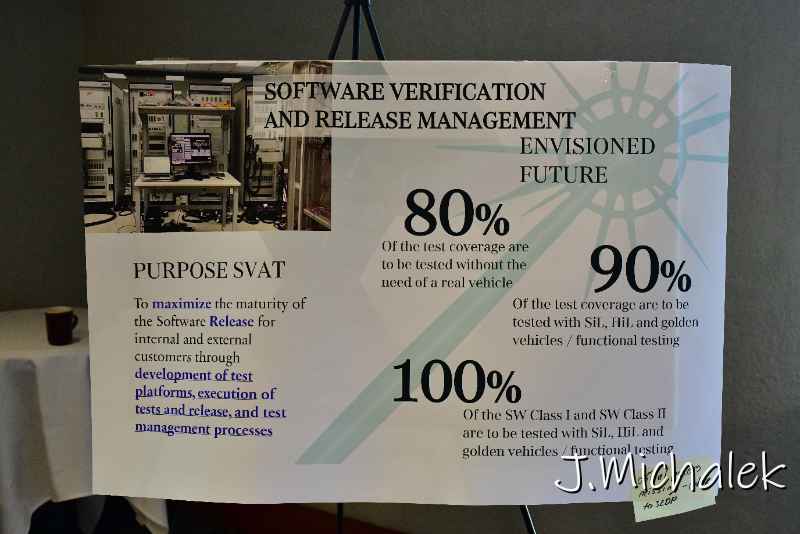 SOFTWARE VERIFICATION
AND RELEASE MANAGEMENT
ENVISIONED
FUTURE
80%
Of the test coverage are
to be tested without the
need of a real vehicle
90%
Of the test coverage are to be
tested with SiL, HiL and golden
vehicles / functional testing
100%
Of the SW Class I and SW Class II
are to be tested with SiL, HiL and
golden vehicles / functional testing
PURPOSE SVAT
To maximize the maturity of
the Software Release for
internal and external
customers through
development of test
platforms, execution of
tests and release, and test
management processes
J.Michalek
missing
to